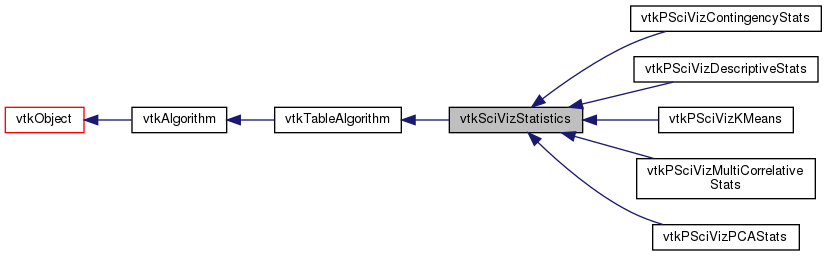 vtkObject
vtkAlgorithm
vtkTableAlgorithm
vtkSciVizStatistics
vtkPSciVizContingencyStats
vtkPSciVizDescriptiveStats
vtkPSciVizKMeans
vtkPSciVizMultiCorrelative
Stats
vtkPSciVizPCAStats